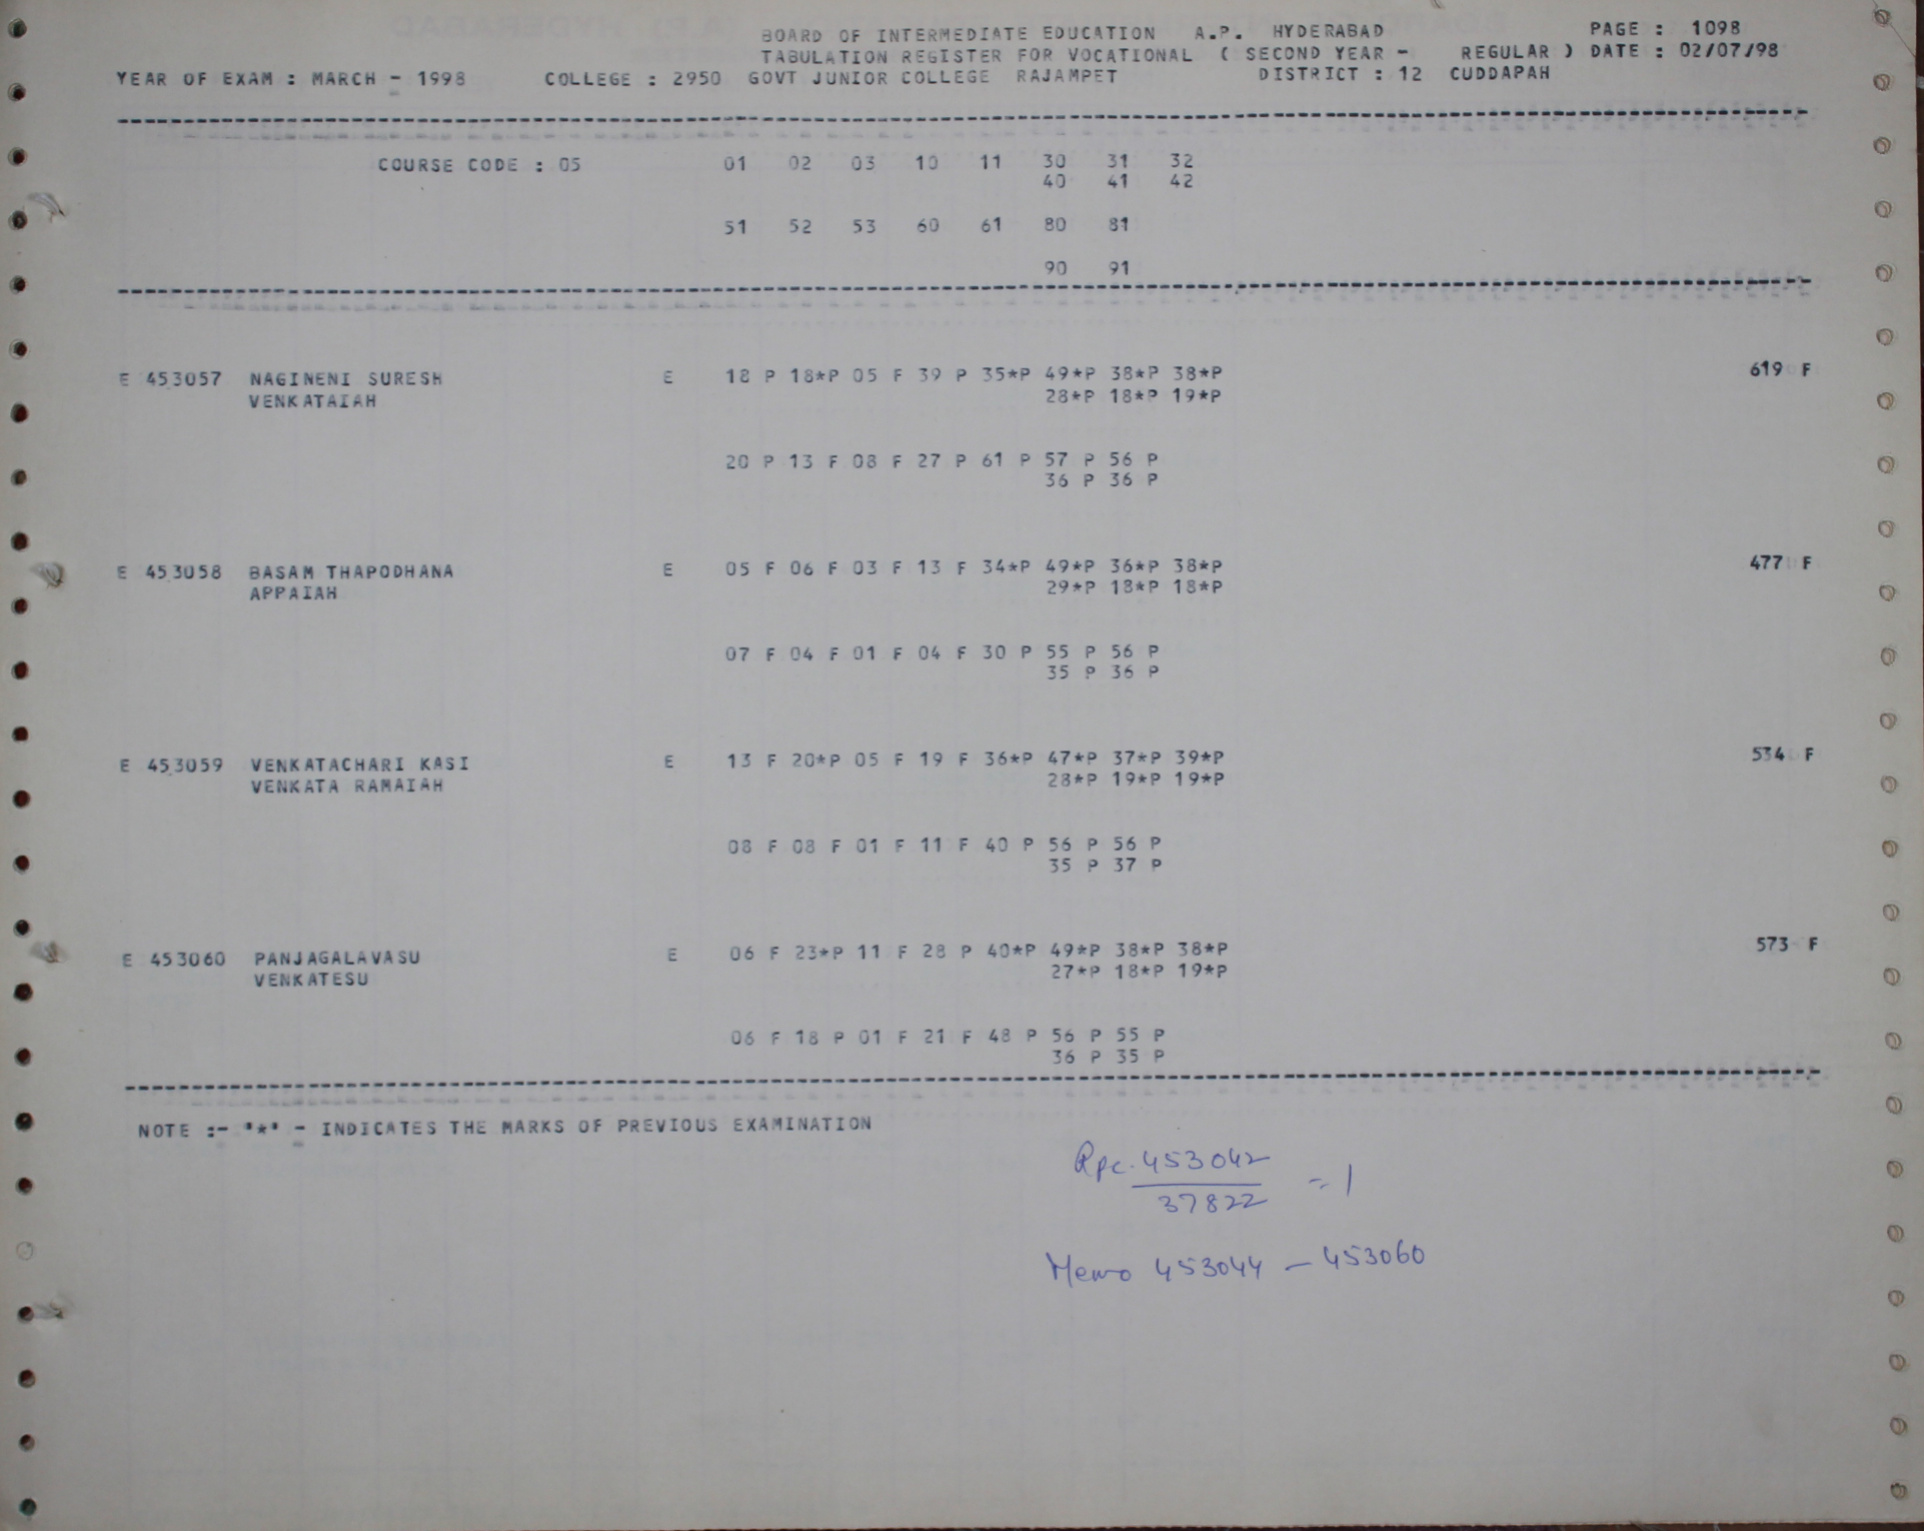 BOARD OF INTERMEDIATE EDUCATION A.P. HYDERABAD PAGE : 1098
TABULATION REGISTER FOR VOCATIONAL ( SECOND YEAR - REGULAR ) DATE : 02/07/98
YEAR OF EXAM : MARCH - 1998 COLLEGE : 2950 GOVT JUNIOR COLLEGE RAJAMPET DISTRICT : 12 CUDDAPAH
COURSE CODE : 05 01 02 03 10 11 30 31 32
40 41 42
51 52 53 60 61 80 81
90 91
E 453057 NAGINENI SURESH E 18 P 18*P 05 F 39 P 35*P 49*P 38*P 38*P 619 F
VENKATAIAH 28*P 18*P 19*P
20 P 13 F 08 F 27 P 61 P 57 P 56 P
36 P 36 P
E 453058 BASAM THAPODHANA E 05 F 06 F 03 F 13 F 34*P 49*P 36*P 38*P 477 F
APPAIAH 29*P 18*P 18*P
07 F 04 F 01 F 04 F 30 P 55 P 56 P
35 P 36 P
E 453059 VENKATACHARI KASI E 13 F 20*P 05 F 19 F 36*P 47*P 37*P 39*P 534 F
VENKATA RAMAIAH 28*P 19*P 19*P
08 F 08 F 01 F 11 F 40 P 56 P 56 P
35 P 37 P
E 453060 PANJAGALAVASU E 06 F 23*P 11 F 28 P 40*P 49*P 38*P 38*P 573 F
VENKATESU 27*P 18*P 19*P
06 F 18 P 01 F 21 F 48 P 56 P 55 P
36 P 35 P
NOTE :- '*' - INDICATES THE MARKS OF PREVIOUS EXAMINATION
Rpc. 453042
37822 = 1
Memo 453044 - 453060